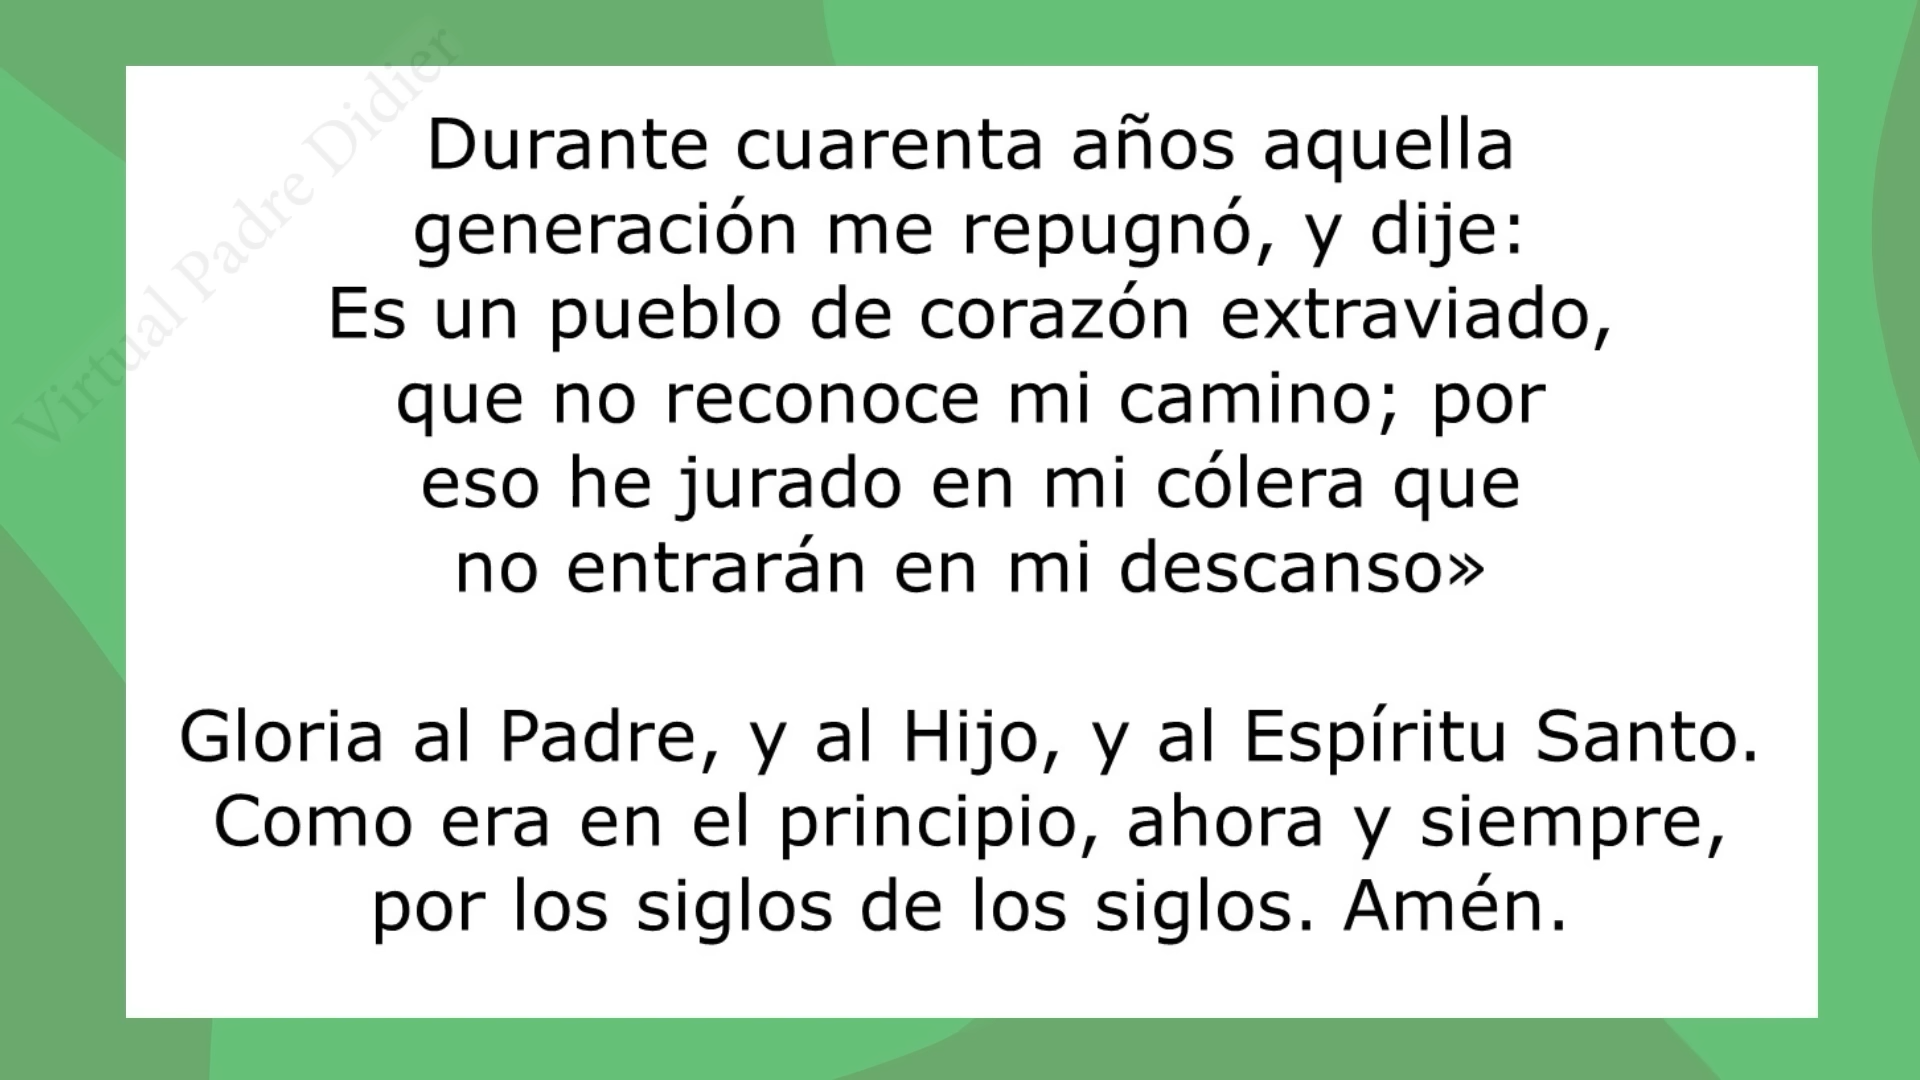 Virtual Padre Didier
Durante cuarenta años aquella
generación me repugnó, y dije:
Es un pueblo de corazón extraviado,
que no reconoce mi camino; por
eso he jurado en mi cólera que
no entrarán en mi descanso»
Gloria al Padre, y al Hijo, y al Espíritu Santo.
Como era en el principio, ahora y siempre,
por los siglos de los siglos. Amén.